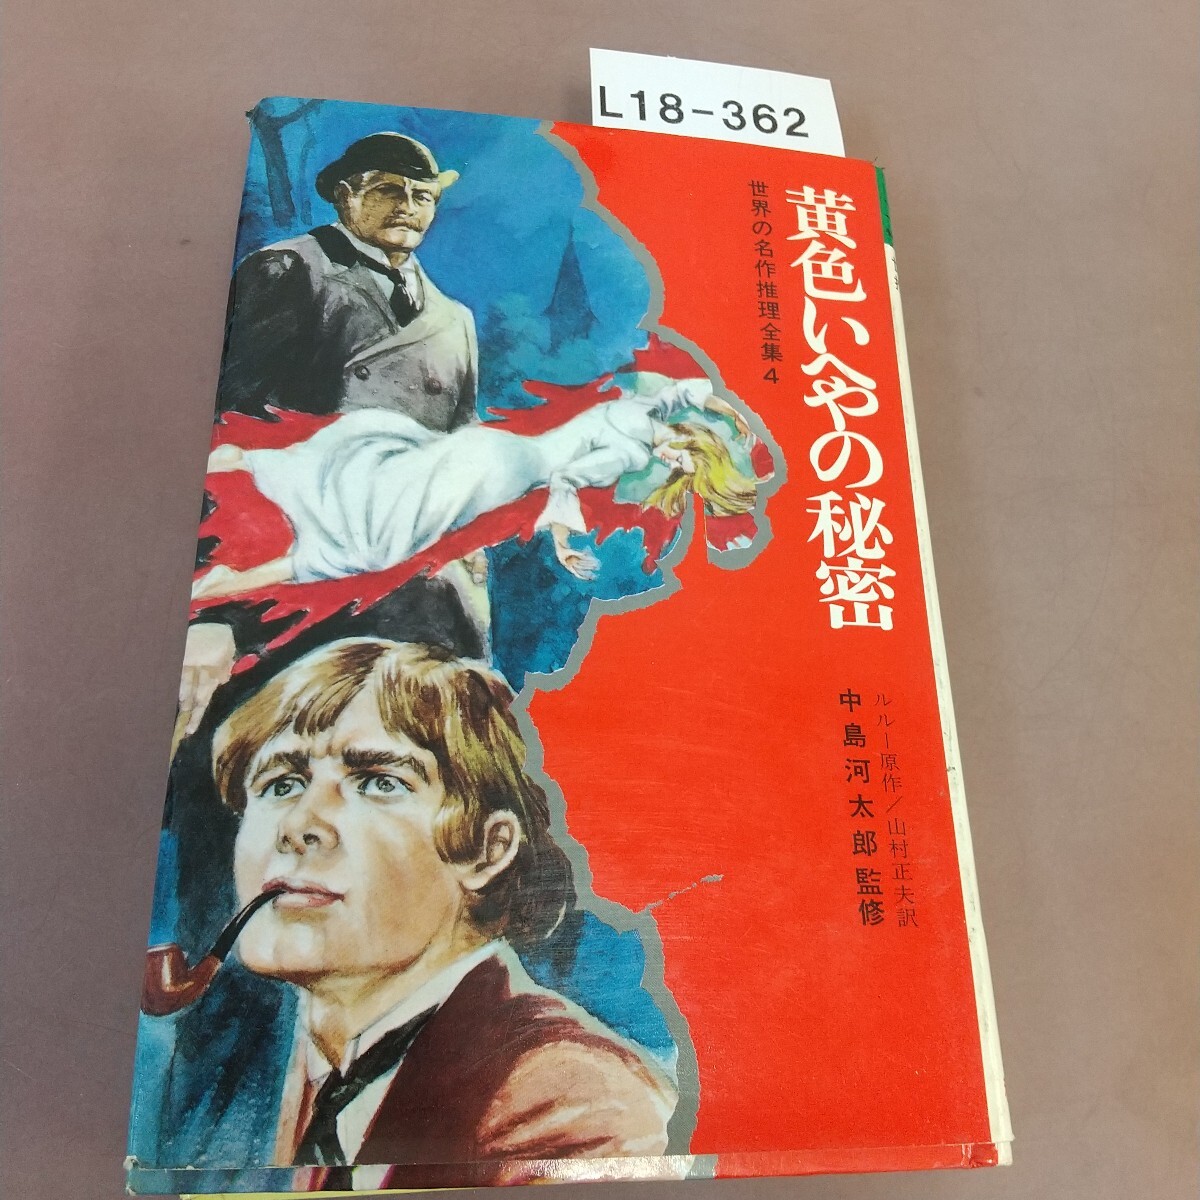 L18-362
黄色いへやの秘密
世界の名作推理全集4
ルルー原作/山村正夫訳
中島河太郎監修